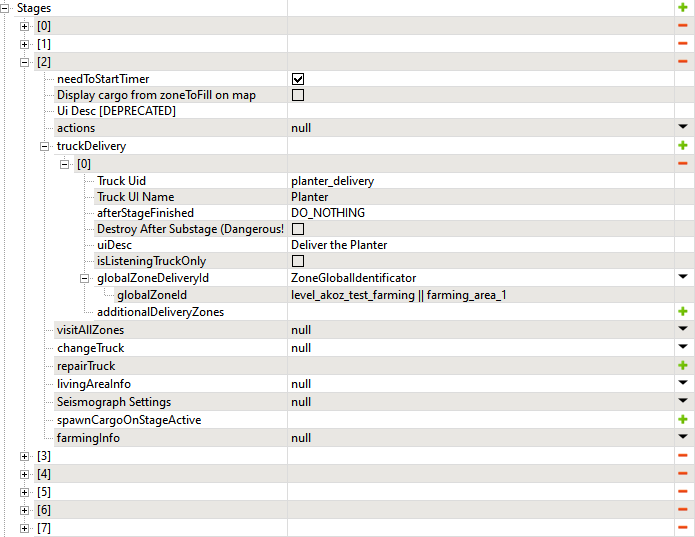 Stages
[0]
[1]
[2]
needToStartTimer
Display cargo from zoneToFill on map
Ui Desc [DEPRECATED]
actions null
truckDelivery
[0]
Truck Uid planter_delivery
Truck UI Name Planter
afterStageFinished DO_NOTHING
Destroy After Substage (Dangerous!
uiDesc Deliver the Planter
isListeningTruckOnly
globalZoneDeliveryId ZoneGlobalIdentificator
globalZoneId level_akoz_test_farming || farming_area_1
additionalDeliveryZones
visitAllZones null
changeTruck null
repairTruck
livingAreaInfo null
Seismograph Settings null
spawnCargoOnStageActive
farmingInfo null
[3]
[4]
[5]
[6]
[7]